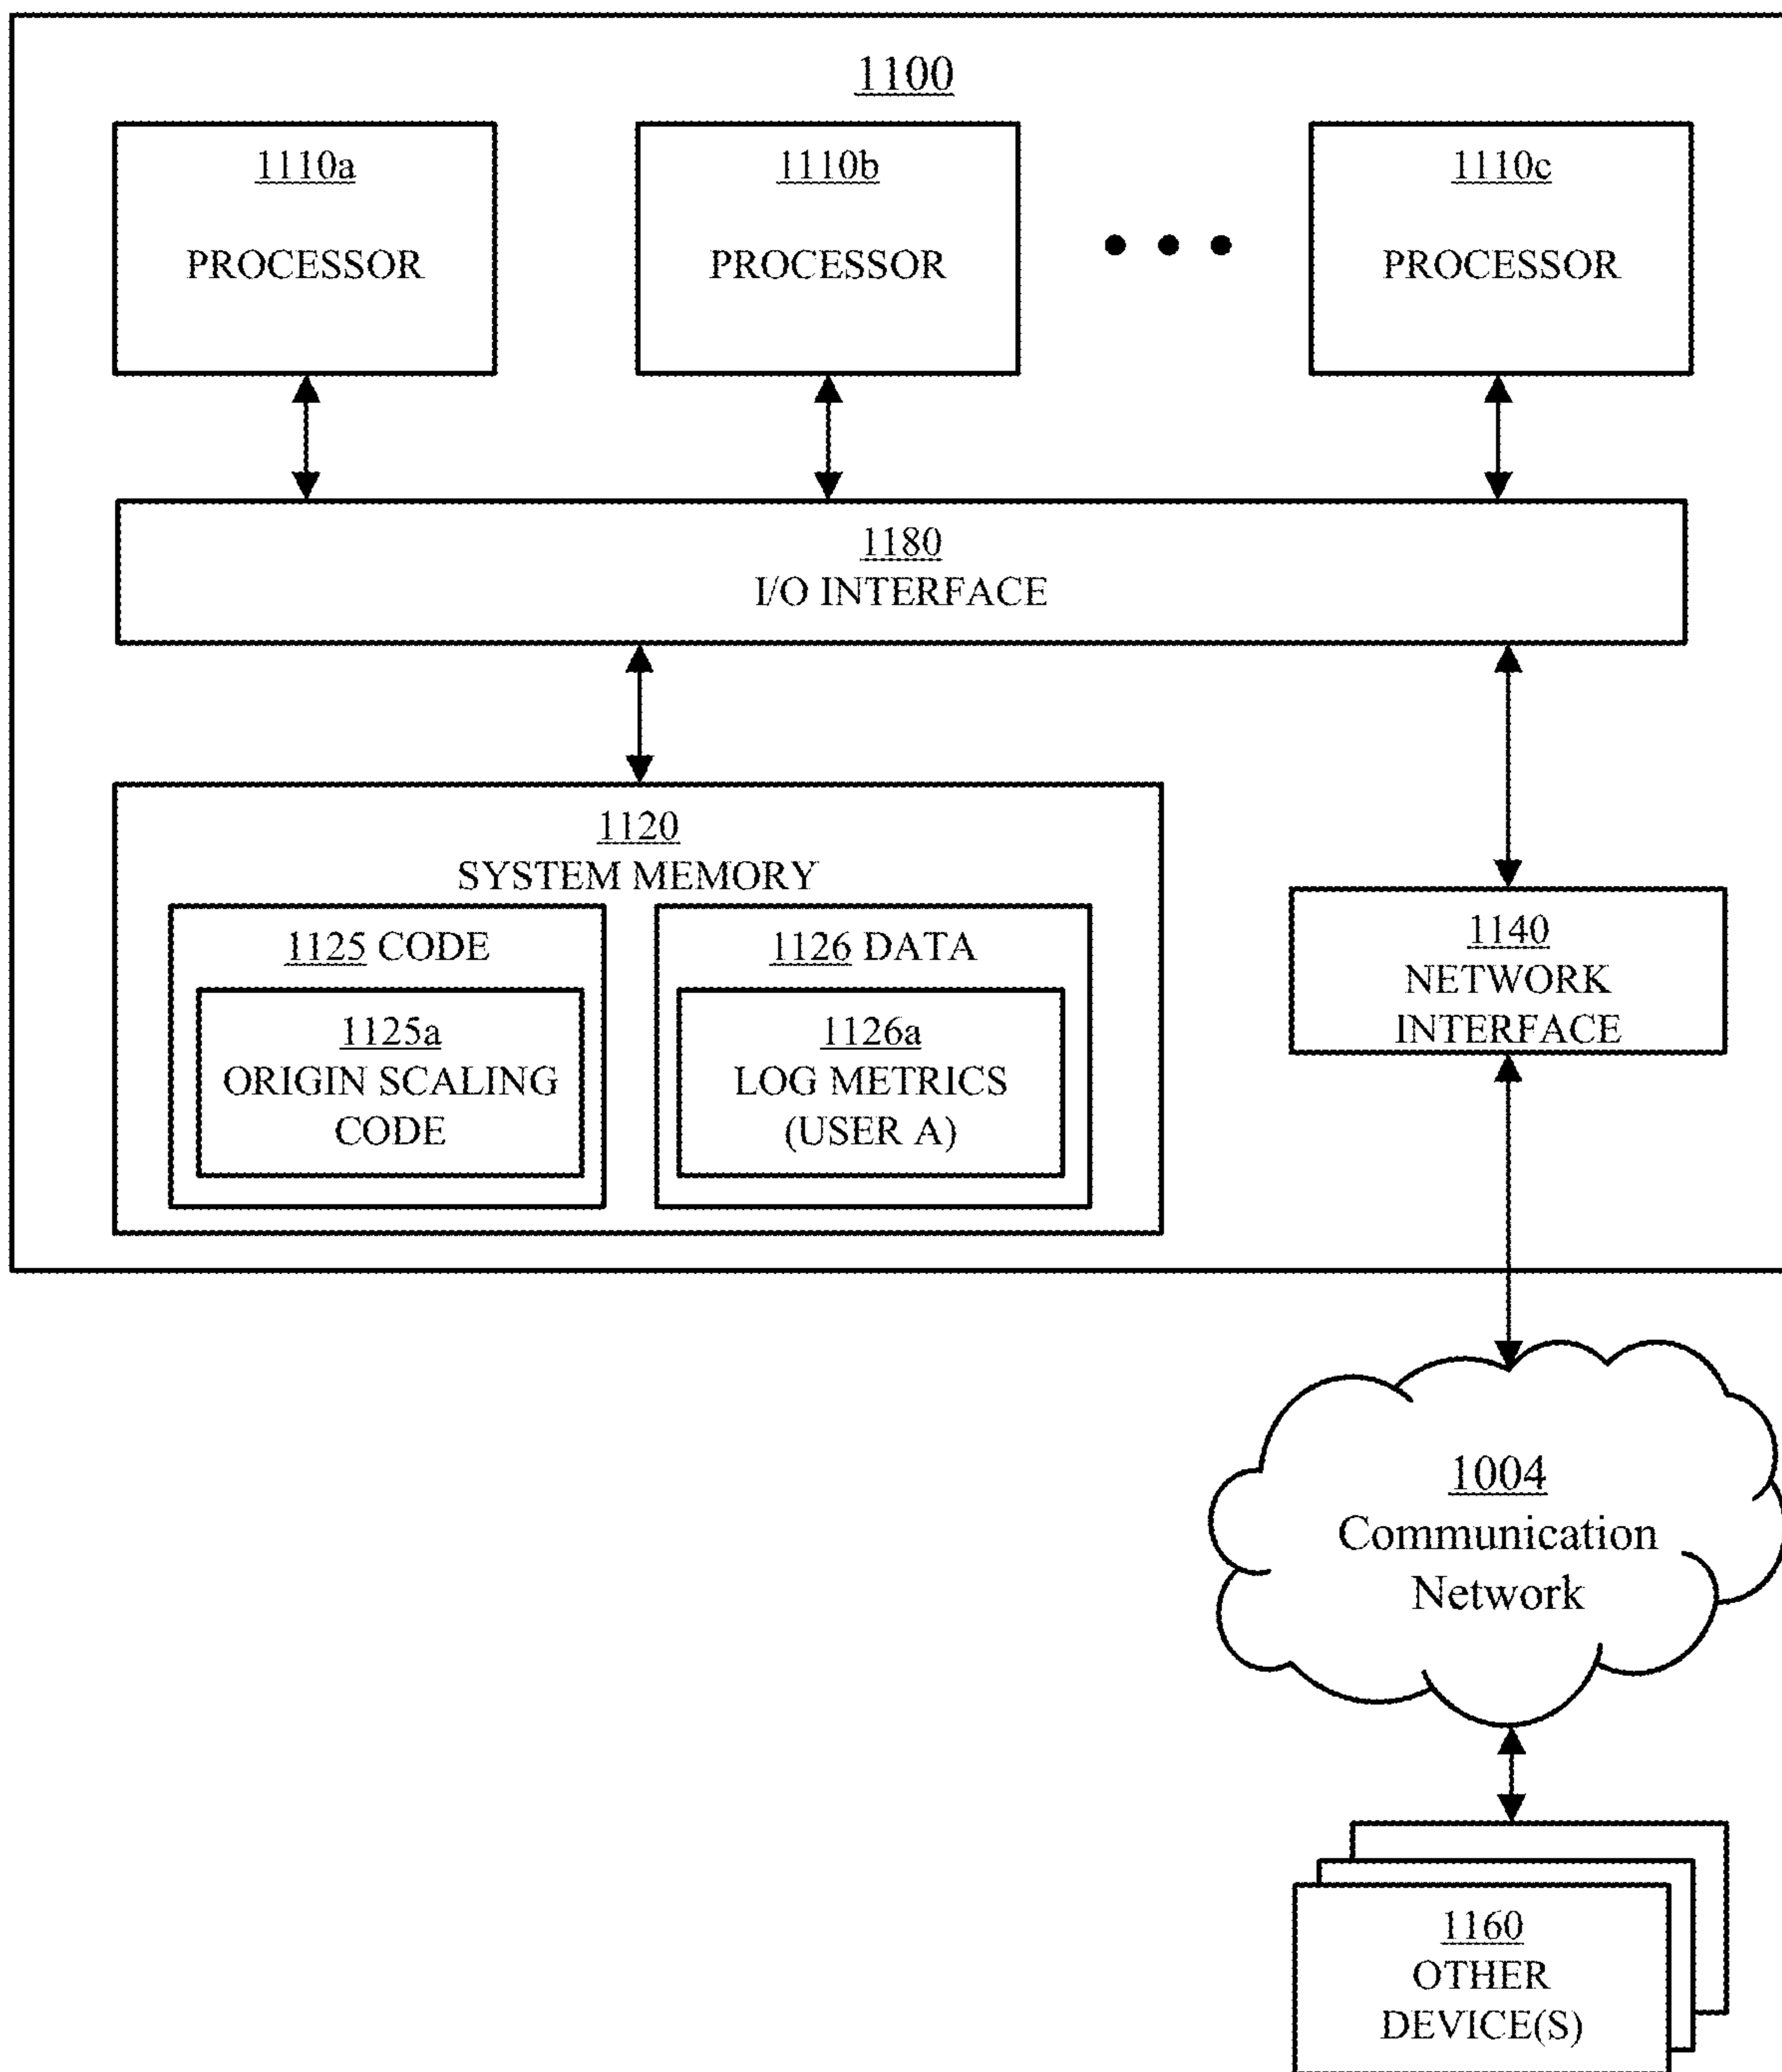 1100
1110a
PROCESSOR
1110b
PROCESSOR
1110c
PROCESSOR
1180
I/O INTERFACE
1120
SYSTEM MEMORY
1125 CODE
1125a
ORIGIN SCALING
CODE
1126 DATA
1126a
LOG METRICS
(USER A)
1140
NETWORK
INTERFACE
1004
Communication
Network
1160
OTHER
DEVICE(S)